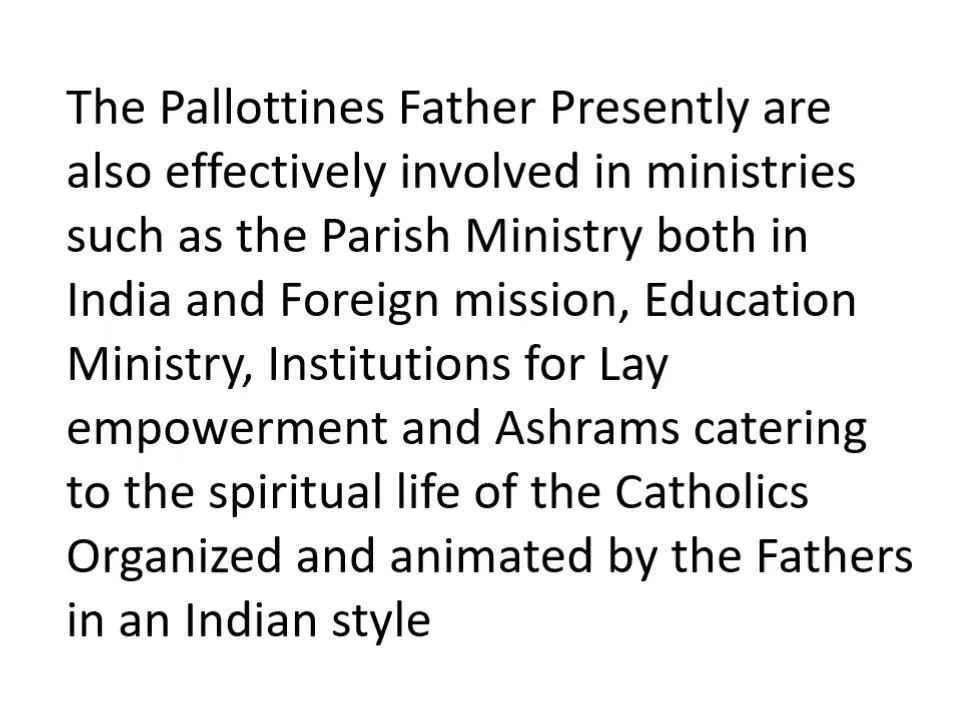 The Pallottines Father Presently are
also effectively involved in ministries
such as the Parish Ministry both in
India and Foreign mission, Education
Ministry, Institutions for Lay
empowerment and Ashrams catering
to the spiritual life of the Catholics
Organized and animated by the Fathers
in an Indian style